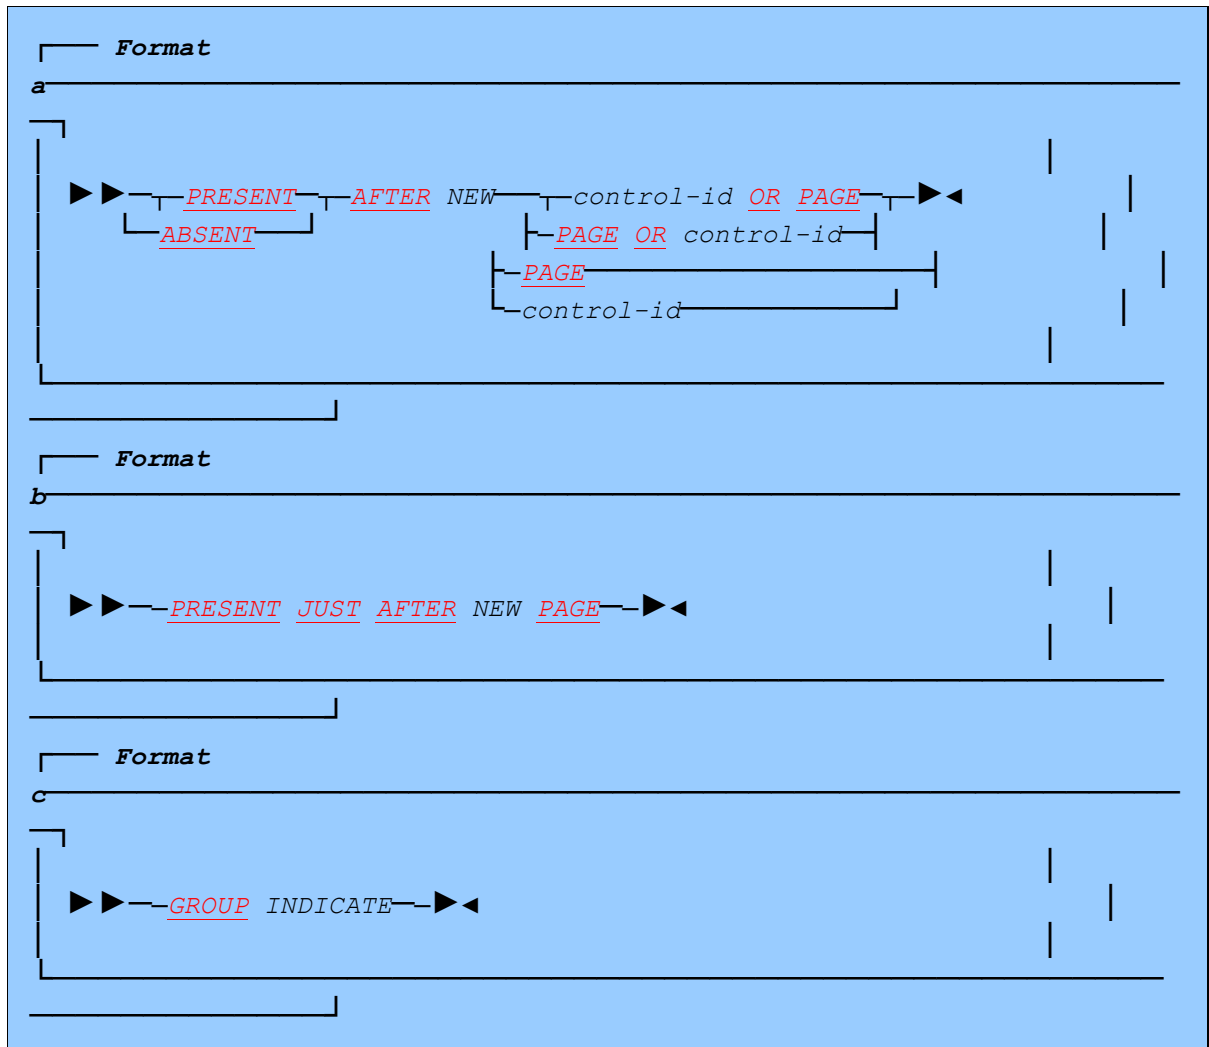 Format
a
PRESENT AFTER NEW control-id OR PAGE
ABSENT PAGE OR control-id
PAGE
control-id
Format
b
PRESENT JUST AFTER NEW PAGE
Format
c
GROUP INDICATE